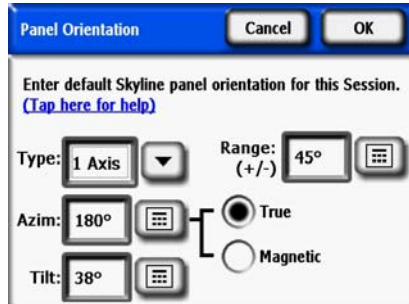 Panel Orientation Cancel OK
Enter default Skyline panel orientation for this Session.
(Tap here for help)
Type: 1 Axis Range: (+/-) 45°
Azim: 180° True
Magnetic
Tilt: 38°